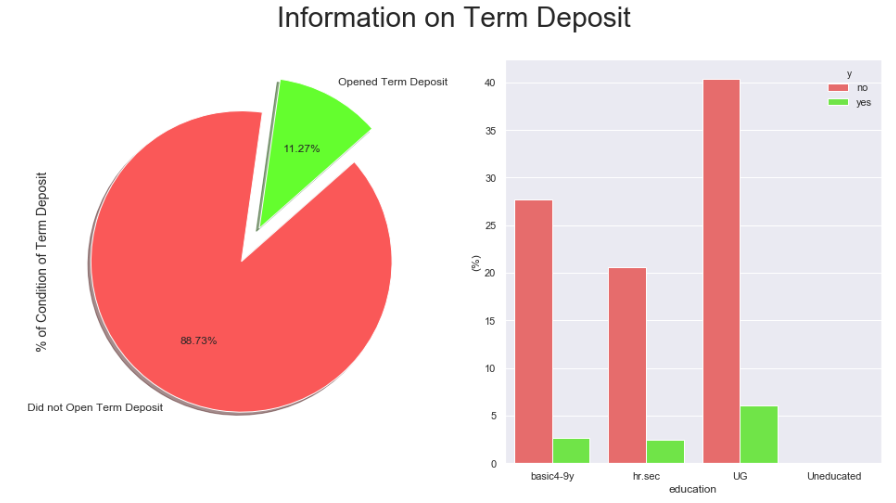 Information on Term Deposit
Opened Term Deposit
11.27%
% of Condition of Term Deposit
88.73%
Did not Open Term Deposit
y
no
yes
40
35
30
25
(%)
20
15
10
5
0
basic4-9y hr.sec UG Uneducated
education